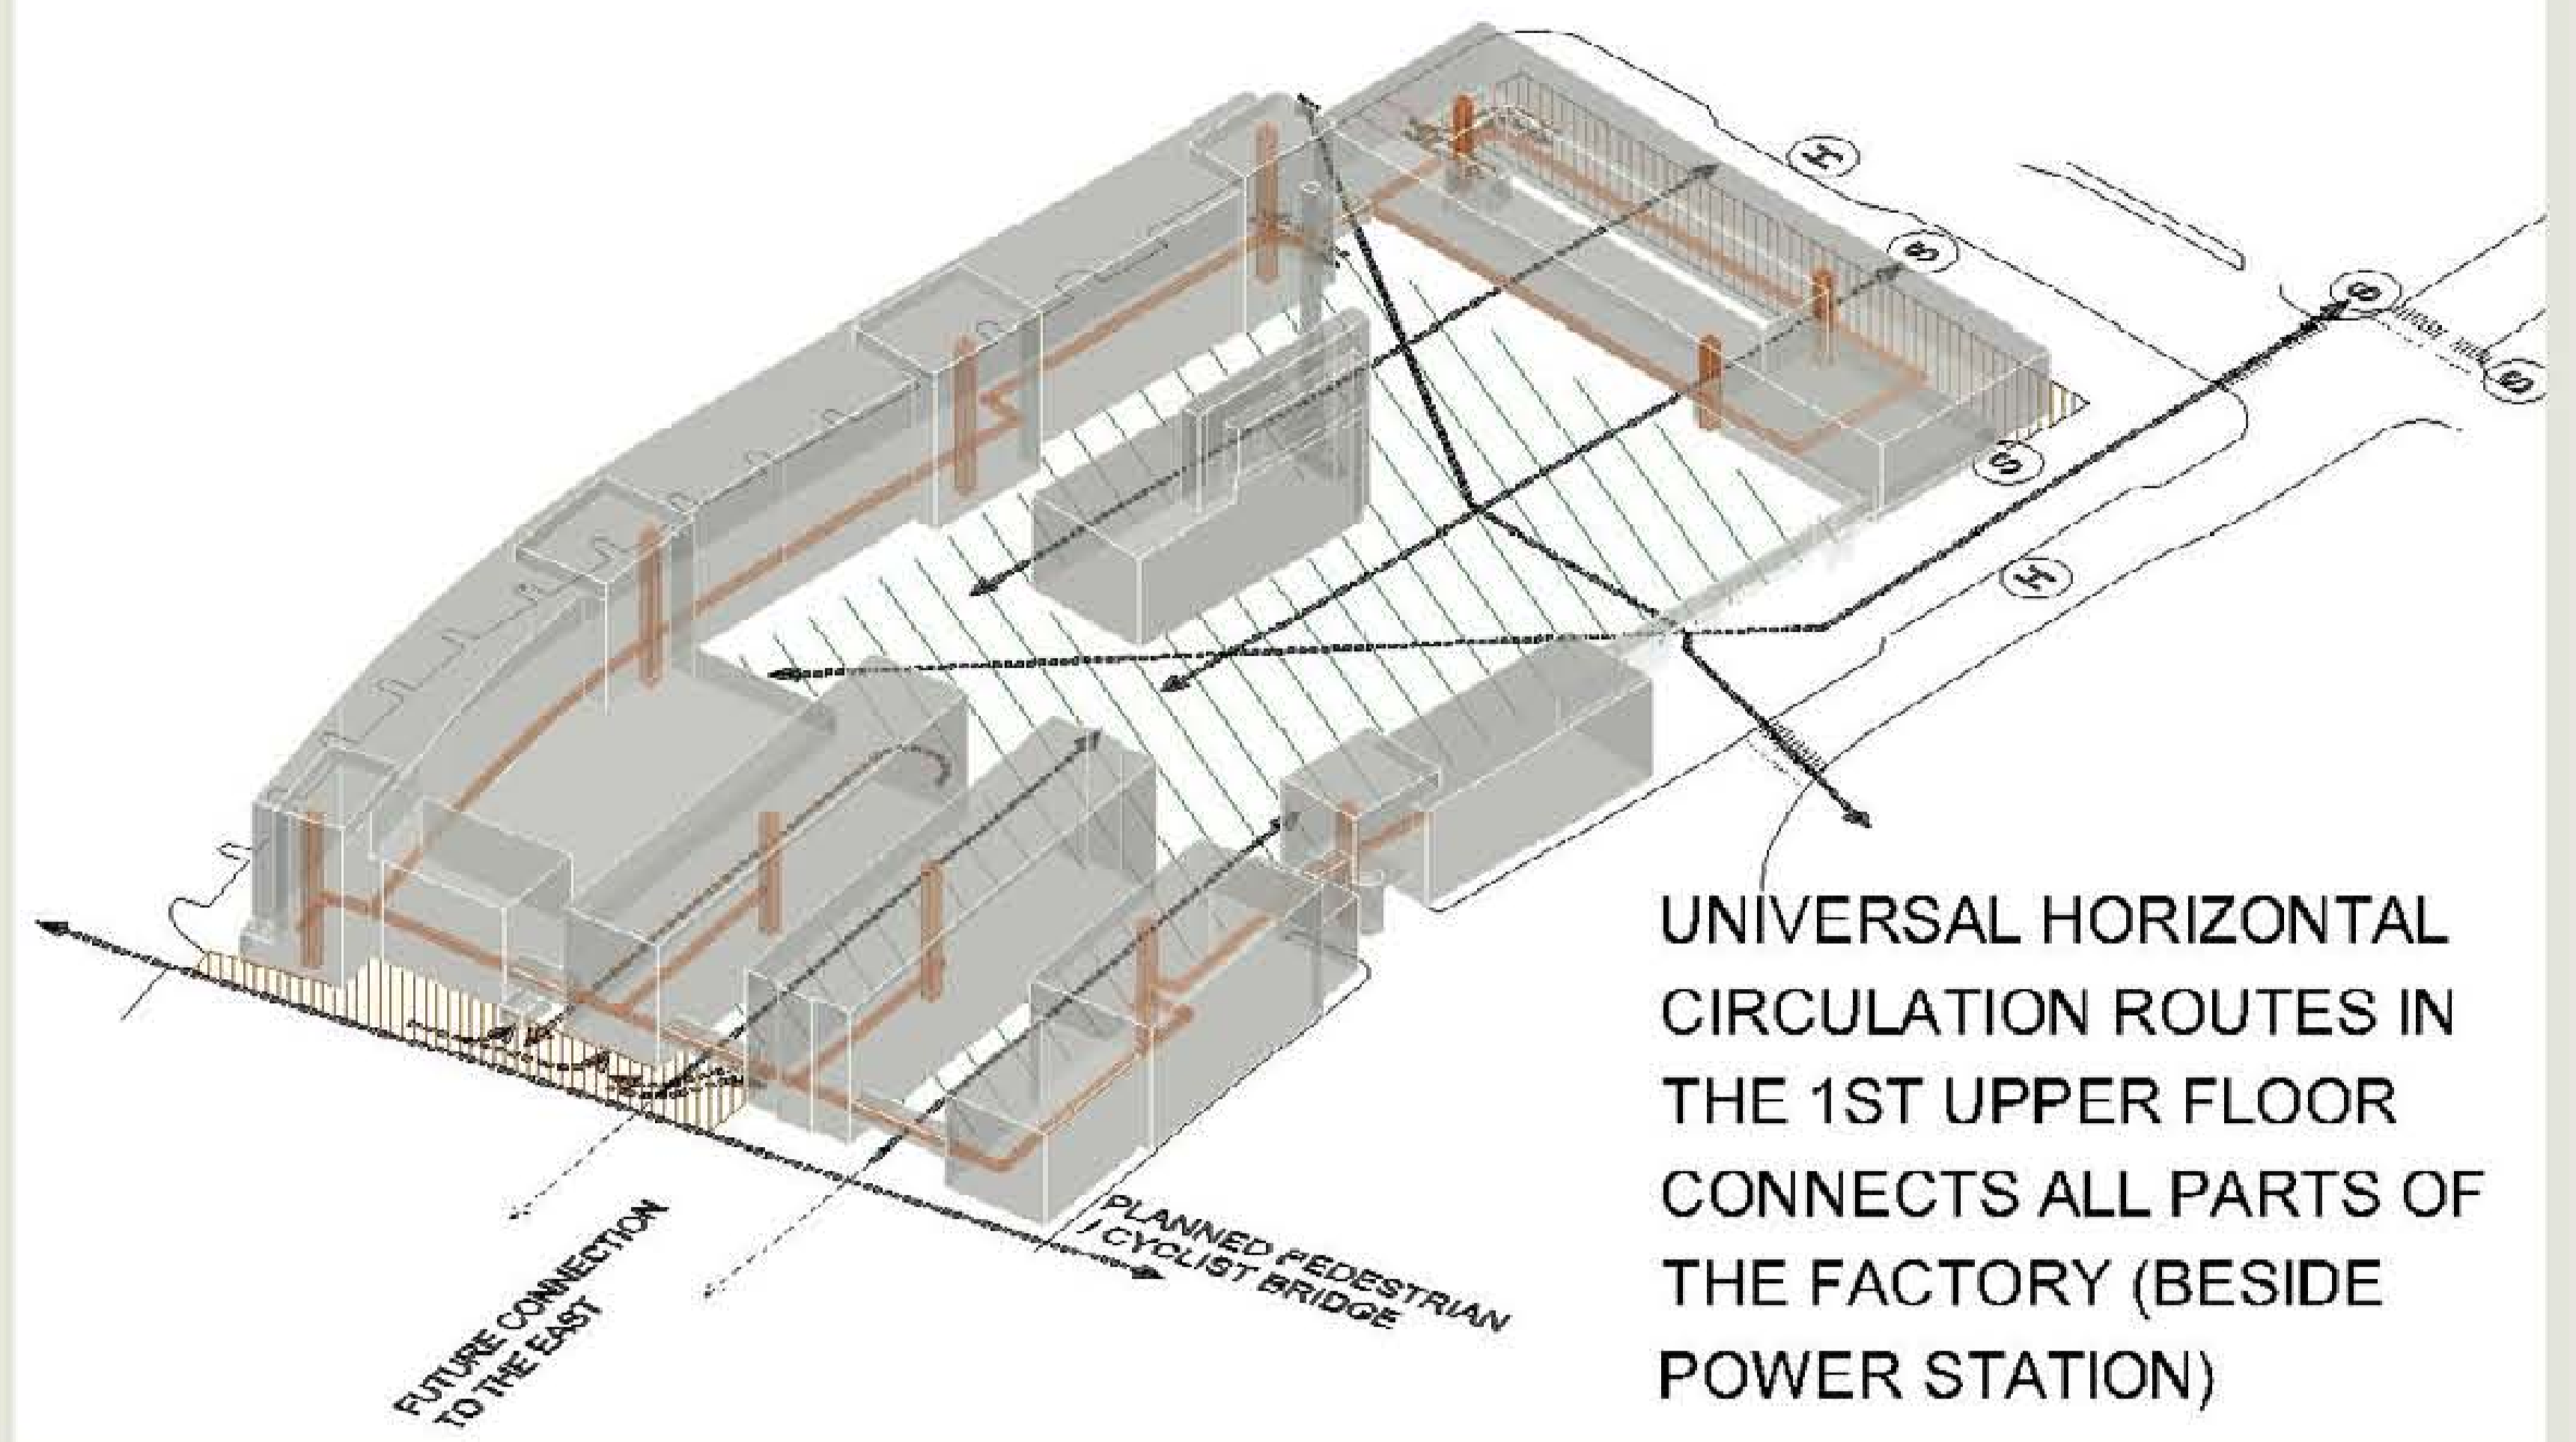 H
S
S
S
S
H
UNIVERSAL HORIZONTAL
CIRCULATION ROUTES IN
THE 1ST UPPER FLOOR
CONNECTS ALL PARTS OF
THE FACTORY (BESIDE
POWER STATION)
PLANNED PEDESTRIAN
/ CYCLIST BRIDGE
FUTURE CONNECTION
TO THE EAST